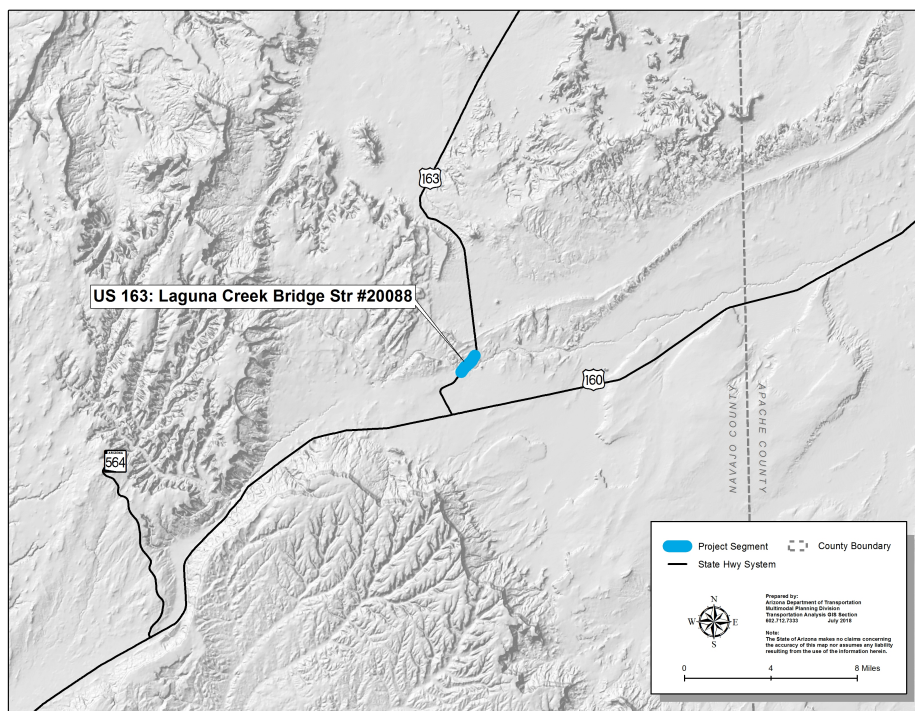 163
US 163: Laguna Creek Bridge Str #20088
160
NAVAJO COUNTY
APACHE COUNTY
ARIZONA
564
Project Segment
County Boundary
State Hwy System
N
W
E
S
Prepared by:
Arizona Department of Transportation
Multimodal Planning Division
Transportation Analysis GIS Section
602.712.7333 July 2018
Note:
The State of Arizona makes no claims concerning
the accuracy of this map nor assumes any liability
resulting from the use of the information herein.
0 4 8 Miles